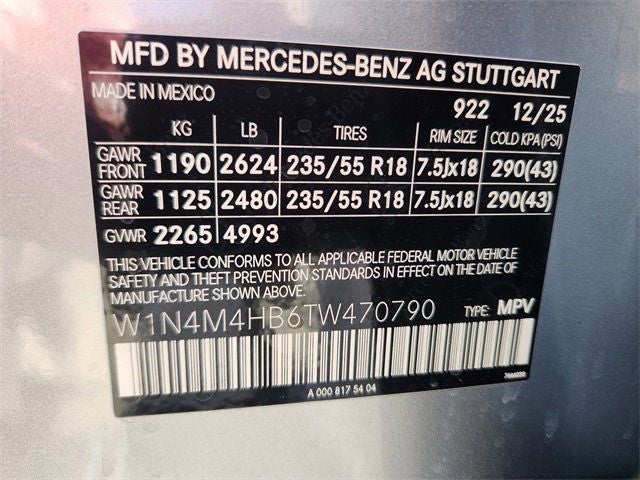 MFD BY MERCEDES-BENZ AG STUTTGART
MADE IN MEXICO 922 12/25
KG LB TIRES RIM SIZE COLD KPA(PSI)
GAWR FRONT 1190 2624 235/55 R18 7.5Jx18 290(43)
GAWR REAR 1125 2480 235/55 R18 7.5Jx18 290(43)
GVWR 2265 4993
THIS VEHICLE CONFORMS TO ALL APPLICABLE FEDERAL MOTOR VEHICLE
SAFETY AND THEFT PREVENTION STANDARDS IN EFFECT ON THE DATE OF
MANUFACTURE SHOWN ABOVE.
W1N4M4HB6TW470790 TYPE: MPV
A 000 817 54 04